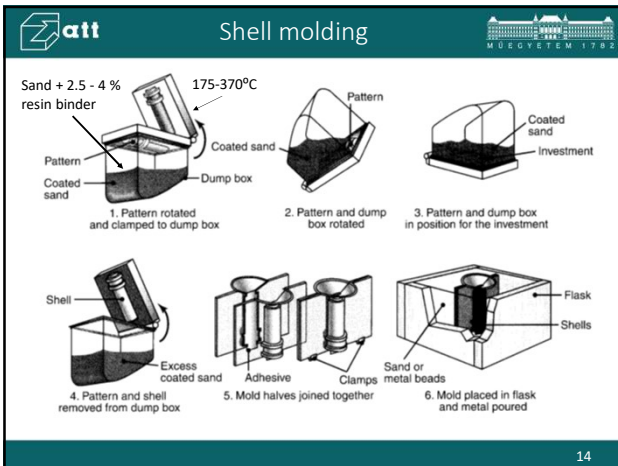 att
Shell molding
MŰEGYETEM 1782
Sand + 2.5 - 4 %
resin binder
175-370°C
Pattern
Coated
sand
Dump box
1. Pattern rotated
and clamped to dump box
Pattern
Coated sand
2. Pattern and dump
box rotated
Coated
sand
Investment
3. Pattern and dump box
in position for the investment
Shell
Excess
coated sand
4. Pattern and shell
removed from dump box
Adhesive
Clamps
5. Mold halves joined together
Flask
Shells
Sand or
metal beads
6. Mold placed in flask
and metal poured
14